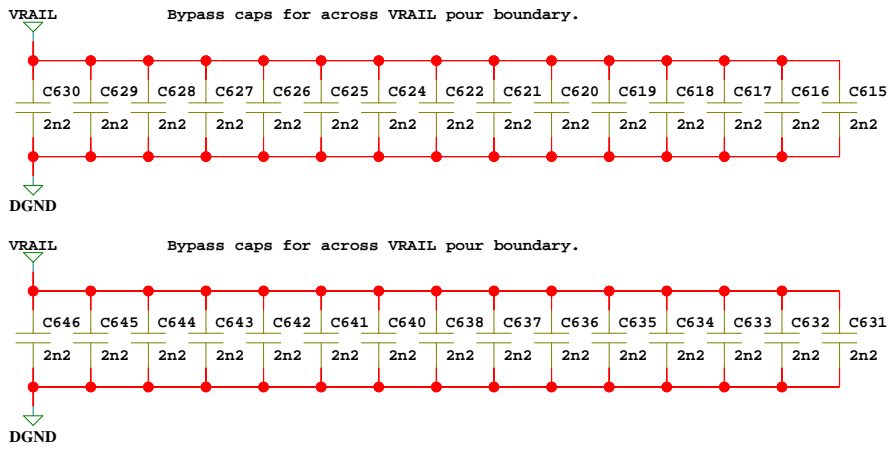 VRAIL Bypass caps for across VRAIL pour boundary.
C630 C629 C628 C627 C626 C625 C624 C622 C621 C620 C619 C618 C617 C616 C615
2n2 2n2 2n2 2n2 2n2 2n2 2n2 2n2 2n2 2n2 2n2 2n2 2n2 2n2 2n2
DGND
VRAIL Bypass caps for across VRAIL pour boundary.
C646 C645 C644 C643 C642 C641 C640 C638 C637 C636 C635 C634 C633 C632 C631
2n2 2n2 2n2 2n2 2n2 2n2 2n2 2n2 2n2 2n2 2n2 2n2 2n2 2n2 2n2
DGND